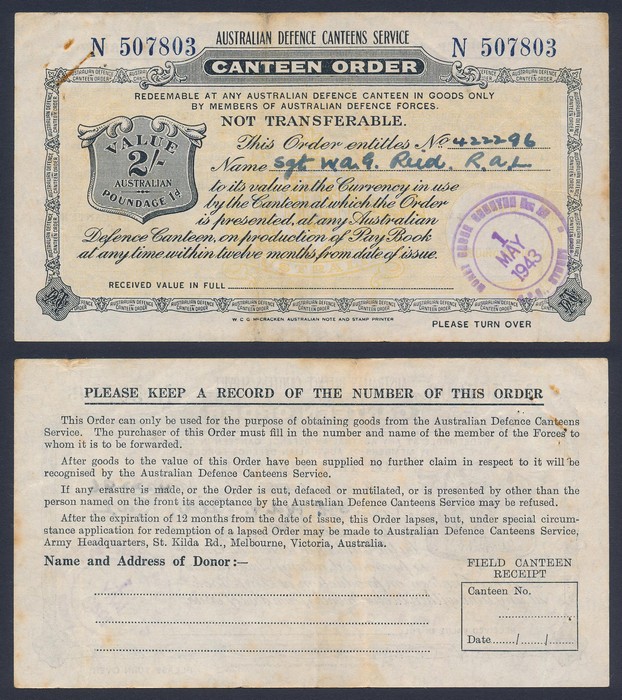 N 507803
AUSTRALIAN DEFENCE CANTEENS SERVICE
N 507803
CANTEEN ORDER
REDEEMABLE AT ANY AUSTRALIAN DEFENCE CANTEEN IN GOODS ONLY
BY MEMBERS OF AUSTRALIAN DEFENCE FORCES.
NOT TRANSFERABLE.
VALUE
2/-
AUSTRALIAN
POUNDAGE 1d
This Order entitles No 422296
Name Sgt W.A.G. Reid.
to its value in the Currency in use
by the Canteen at which the Order
is presented, at any Australian
Defence Canteen, on production of Pay Book
at any time within twelve months, from date of issue.
1
MAY
1943
RECEIVED VALUE IN FULL
W. C. G. McCRACKEN. AUSTRALIAN NOTE AND STAMP PRINTER
PLEASE TURN OVER
PLEASE KEEP A RECORD OF THE NUMBER OF THIS ORDER
This Order can only be used for the purpose of obtaining goods from the Australian Defence Canteens
Service. The purchaser of this Order must fill in the number and name of the member of the Forces to
whom it is to be forwarded.
After goods to the value of this Order have been supplied no further claim in respect to it will be
recognised by the Australian Defence Canteens Service.
If any erasure is made, or the Order is cut, defaced or mutilated, or is presented by other than the
person named on the front its acceptance by the Australian Defence Canteens Service may be refused.
After the expiration of 12 months from the date of issue, this Order lapses, but, under special circum-
stance application for redemption of a lapsed Order may be made to Australian Defence Canteens Service,
Army Headquarters, St. Kilda Rd., Melbourne, Victoria, Australia.
Name and Address of Donor:—
FIELD CANTEEN
RECEIPT
Canteen No.
Date....../....../......